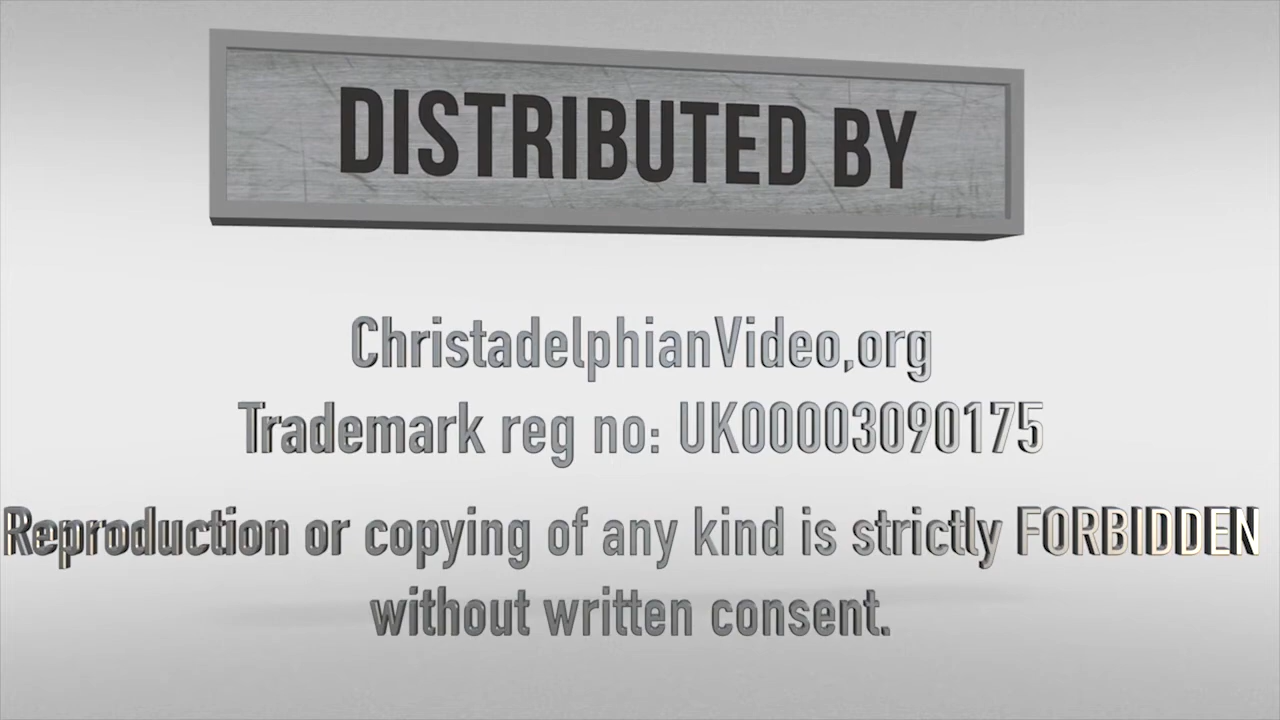 DISTRIBUTED BY
ChristadelphianVideo,org
Trademark reg no: UK00003090175
Reproduction or copying of any kind is strictly FORBIDDEN
without written consent.